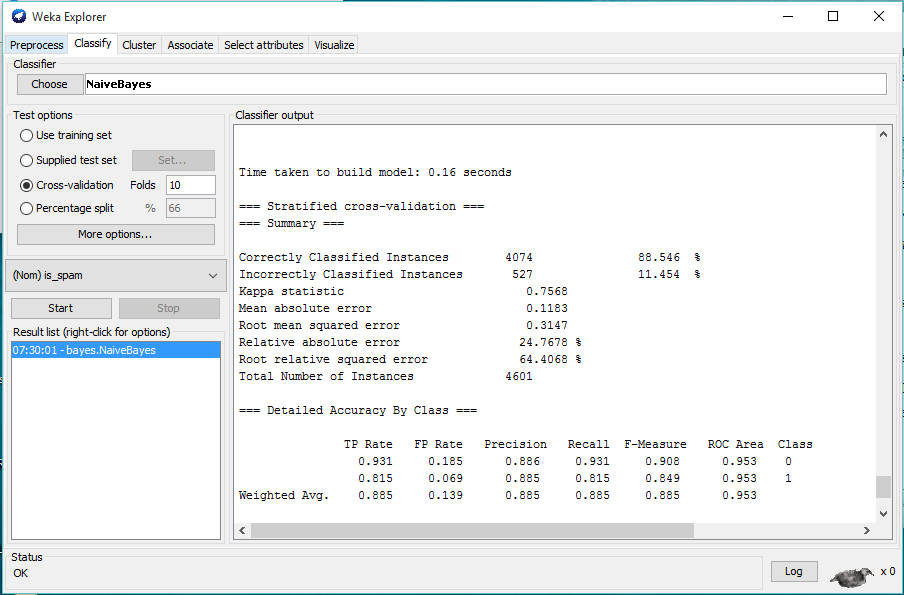 Weka Explorer
Preprocess Classify Cluster Associate Select attributes Visualize
Classifier
Choose NaiveBayes
Test options
Use training set
Supplied test set Set...
Cross-validation Folds 10
Percentage split % 66
More options...
(Nom) is_spam
Start Stop
Result list (right-click for options)
07:30:01 - bayes.NaiveBayes
Classifier output
Time taken to build model: 0.16 seconds
=== Stratified cross-validation ===
=== Summary ===
Correctly Classified Instances 4074 88.546 %
Incorrectly Classified Instances 527 11.454 %
Kappa statistic 0.7568
Mean absolute error 0.1183
Root mean squared error 0.3147
Relative absolute error 24.7678 %
Root relative squared error 64.4068 %
Total Number of Instances 4601
=== Detailed Accuracy By Class ===
TP Rate FP Rate Precision Recall F-Measure ROC Area Class
0.931 0.185 0.886 0.931 0.908 0.953 0
0.815 0.069 0.885 0.815 0.849 0.953 1
Weighted Avg. 0.885 0.139 0.885 0.885 0.885 0.953
Status
OK
Log x 0